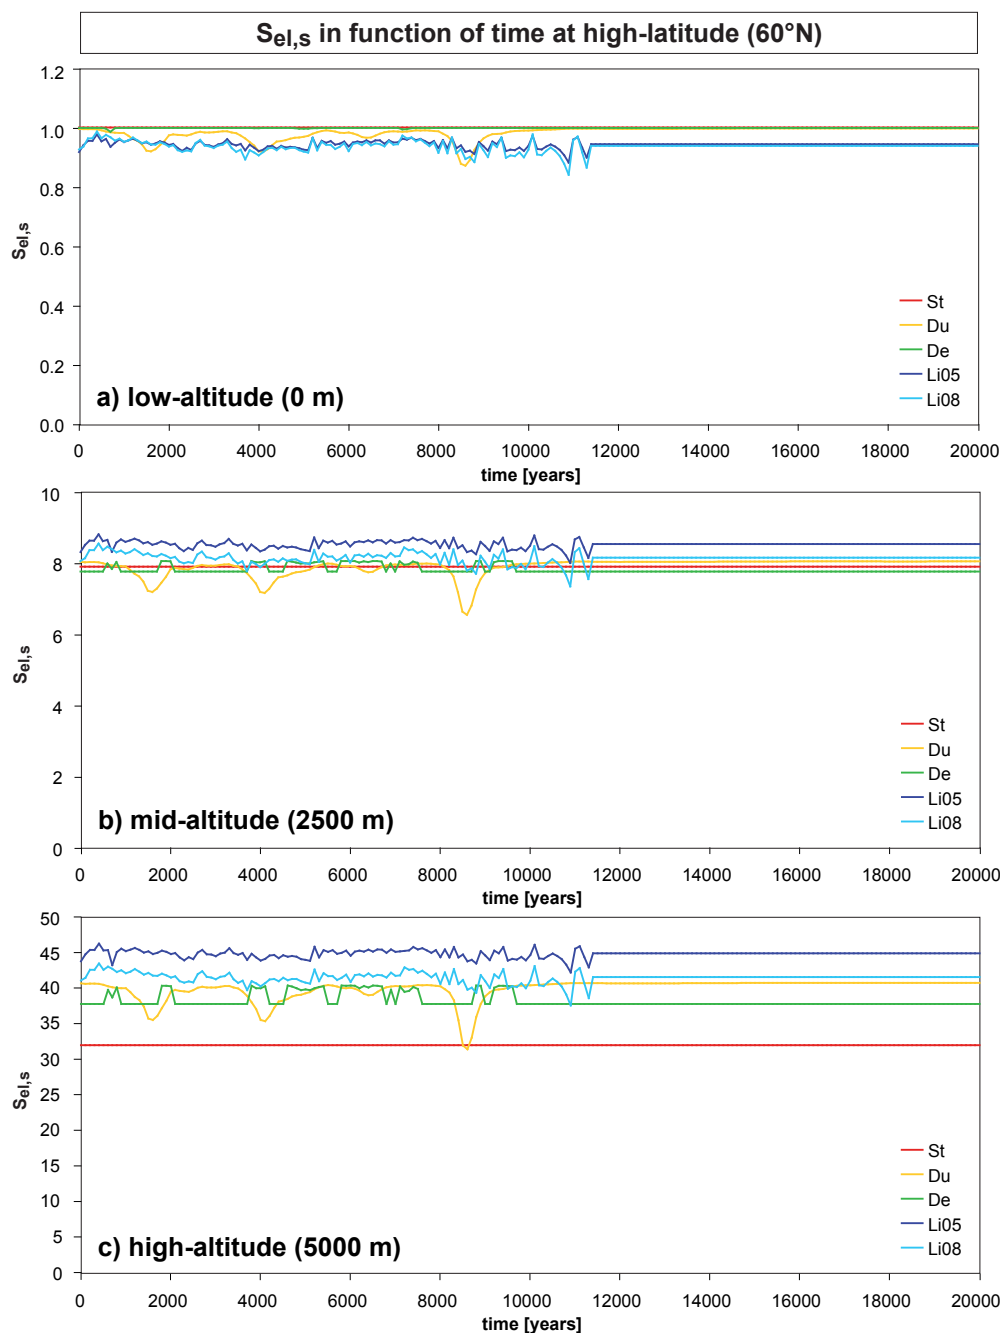 Sel,s in function of time at high-latitude (60°N)
1.2
1.0
0.8
0.6
0.4
0.2
0.0
Sel,s
St
Du
De
Li05
Li08
a) low-altitude (0 m)
0 2000 4000 6000 8000 10000 12000 14000 16000 18000 20000
time [years]
10
8
6
4
2
0
Sel,s
St
Du
De
Li05
Li08
b) mid-altitude (2500 m)
0 2000 4000 6000 8000 10000 12000 14000 16000 18000 20000
time [years]
50
45
40
35
30
25
20
15
10
5
0
Sel,s
St
Du
De
Li05
Li08
c) high-altitude (5000 m)
0 2000 4000 6000 8000 10000 12000 14000 16000 18000 20000
time [years]